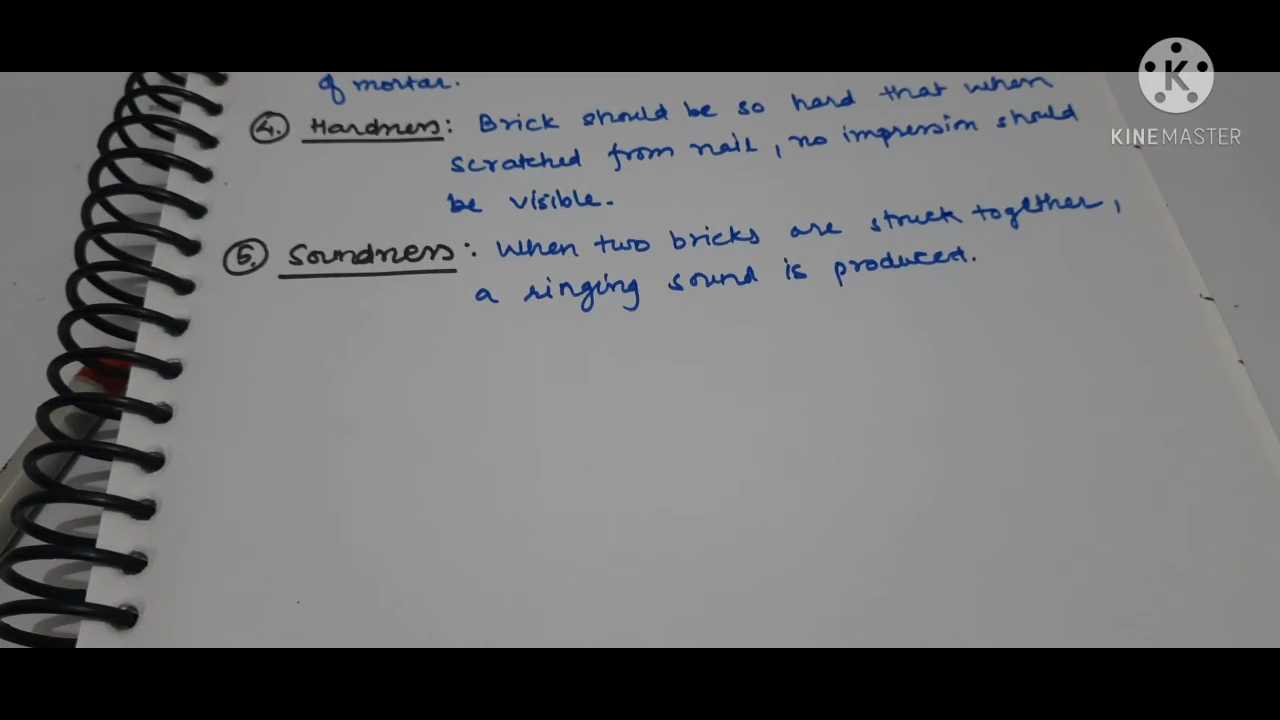 of mortar.
4. Hardness: Brick should be so hard that when
scratched from nail, no impression should
be visible.
5. Soundness: When two bricks are struck together,
a ringing sound is produced.
K
KINEMASTER